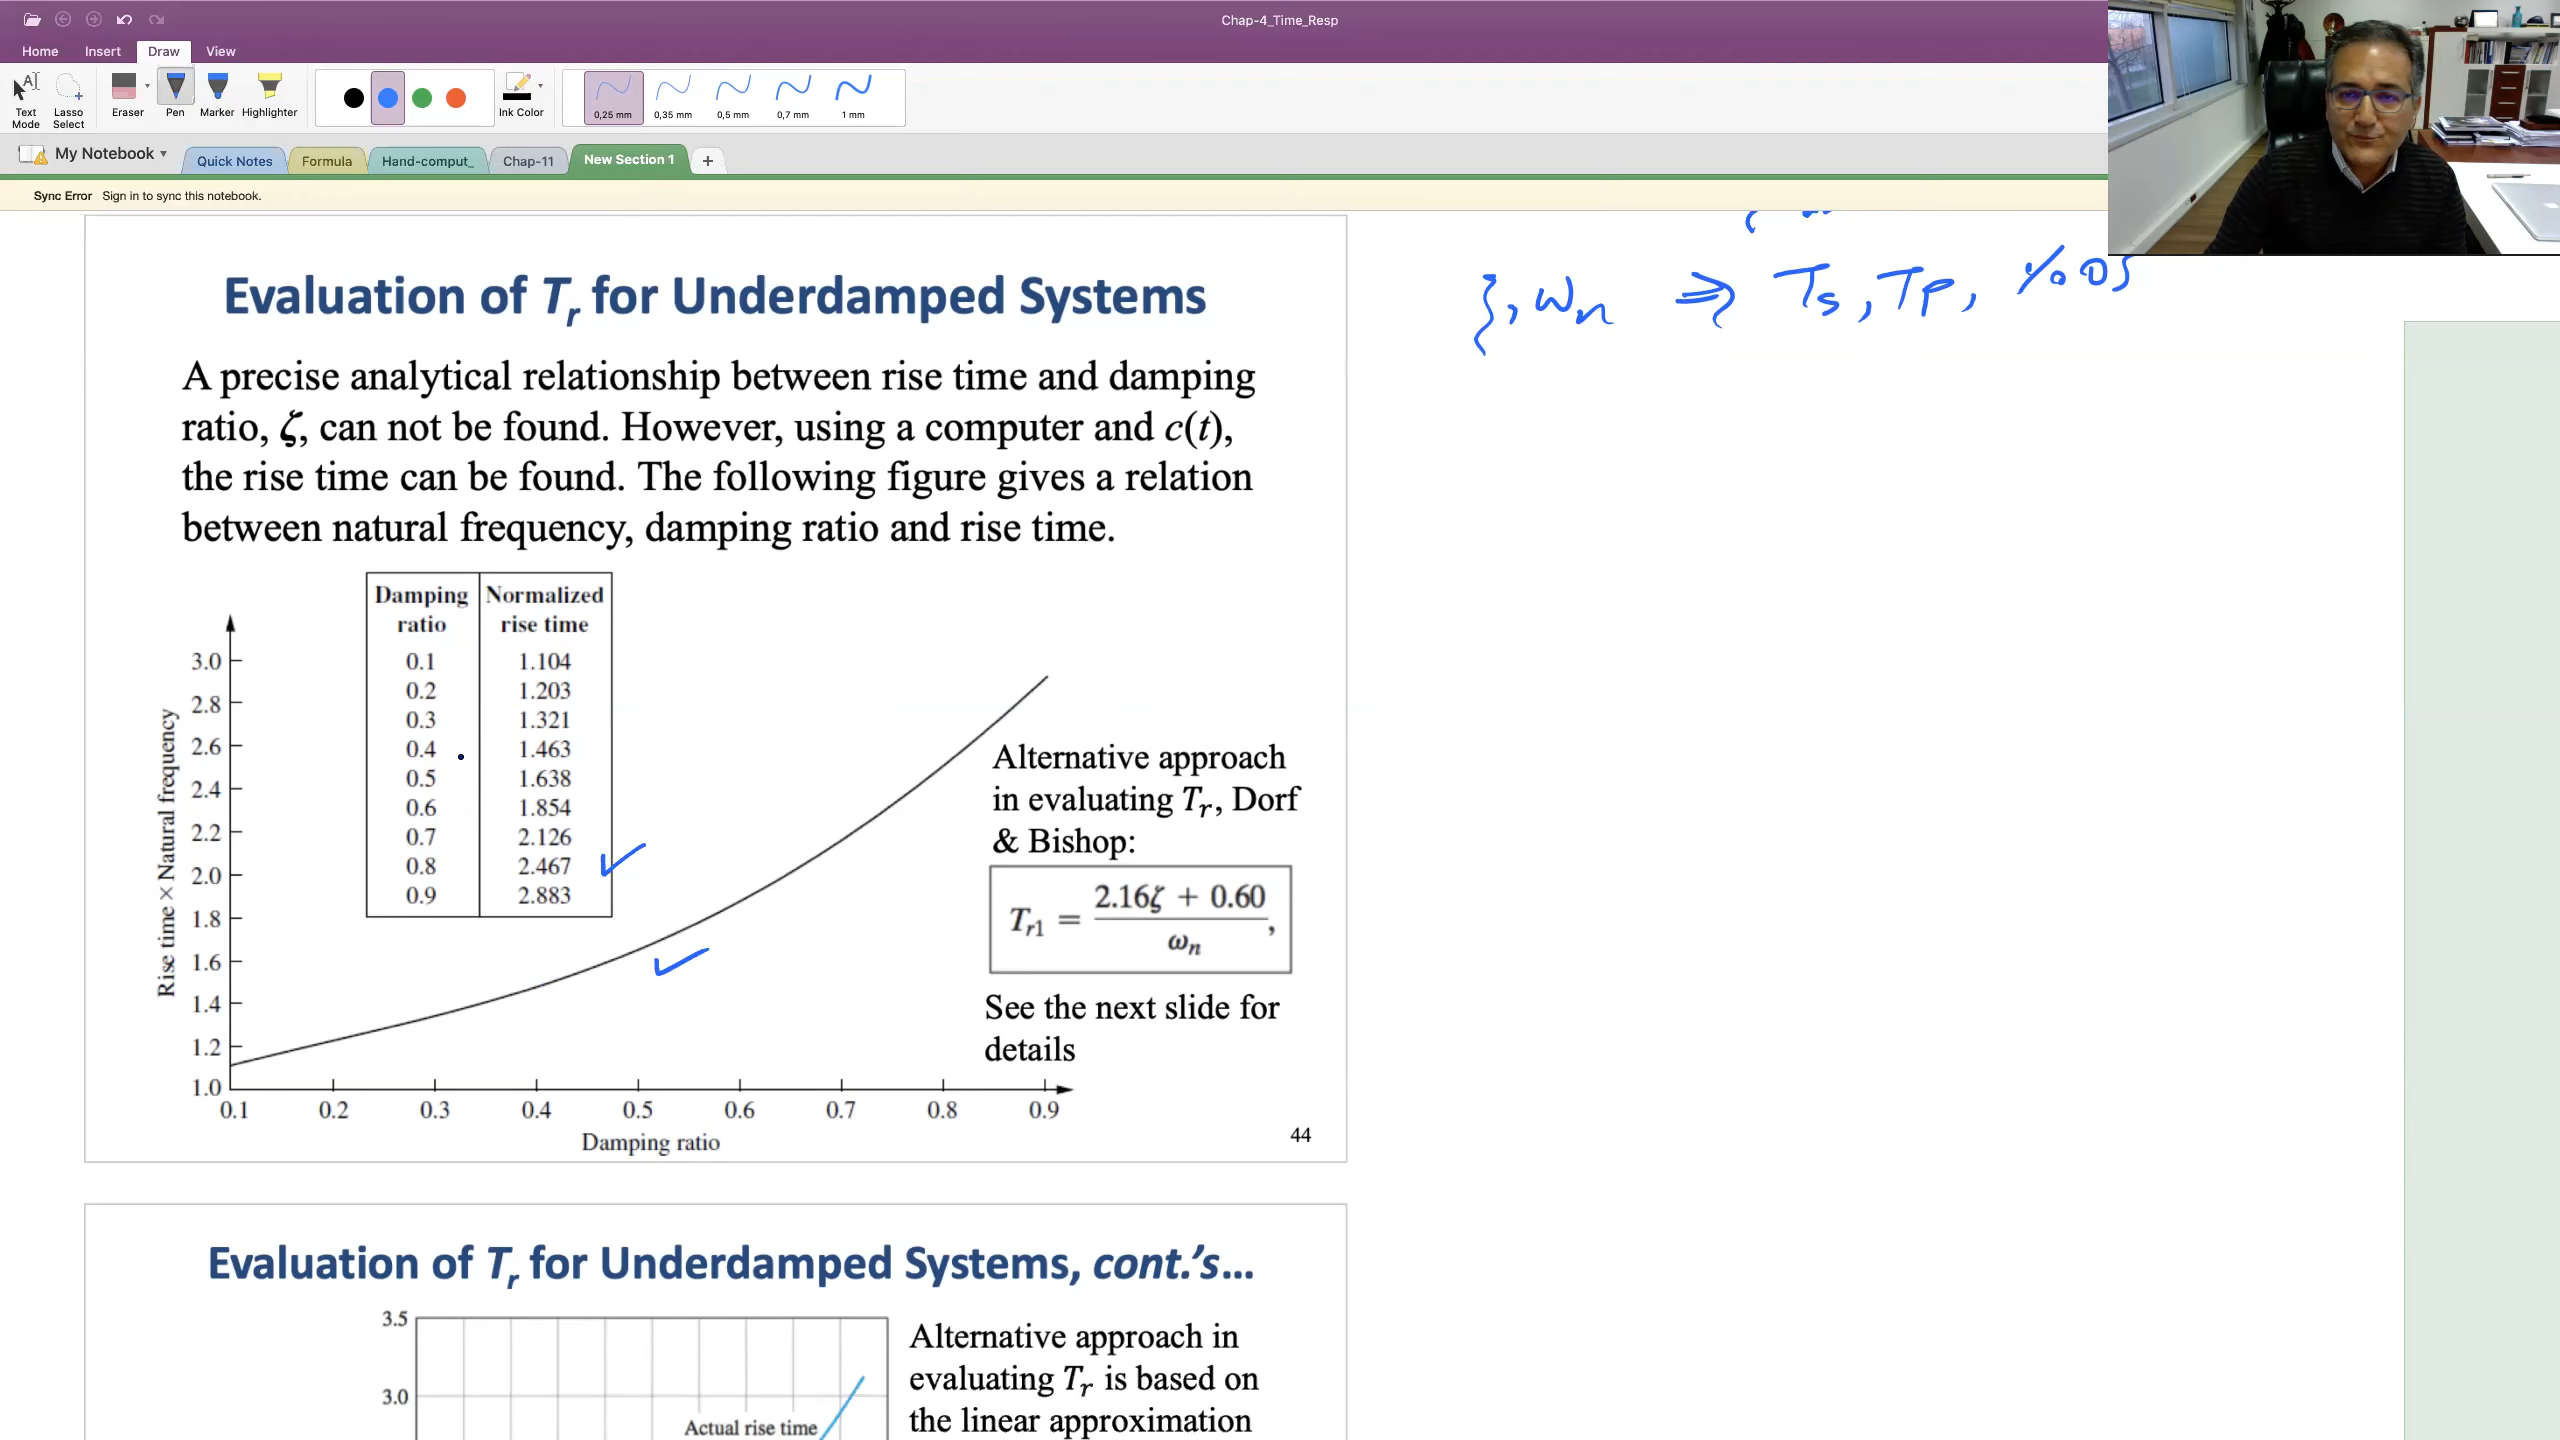 Chap-4_Time_Resp
Home Insert Draw View
Text Mode
Lasso Select
Eraser
Pen
Marker
Highlighter
Ink Color
0,25 mm
0,35 mm
0,5 mm
0,7 mm
1 mm
My Notebook
Quick Notes
Formula
Hand-comput_
Chap-11
New Section 1
+
Sync Error Sign in to sync this notebook.
Evaluation of Tr for Underdamped Systems
ζ, ωn ⇒ Ts, Tp, %OS
A precise analytical relationship between rise time and damping
ratio, ζ, can not be found. However, using a computer and c(t),
the rise time can be found. The following figure gives a relation
between natural frequency, damping ratio and rise time.
Damping ratio Normalized rise time
0.1 1.104
0.2 1.203
0.3 1.321
0.4 1.463
0.5 1.638
0.6 1.854
0.7 2.126
0.8 2.467
0.9 2.883
Rise time × Natural frequency
3.0
2.8
2.6
2.4
2.2
2.0
1.8
1.6
1.4
1.2
1.0
0.1 0.2 0.3 0.4 0.5 0.6 0.7 0.8 0.9
Damping ratio
Alternative approach
in evaluating Tr, Dorf
& Bishop:
Tr1 = (2.16ζ + 0.60)/ωn,
See the next slide for
details
44
Evaluation of Tr for Underdamped Systems, cont.'s...
3.5
3.0
Actual rise time
Alternative approach in
evaluating Tr is based on
the linear approximation